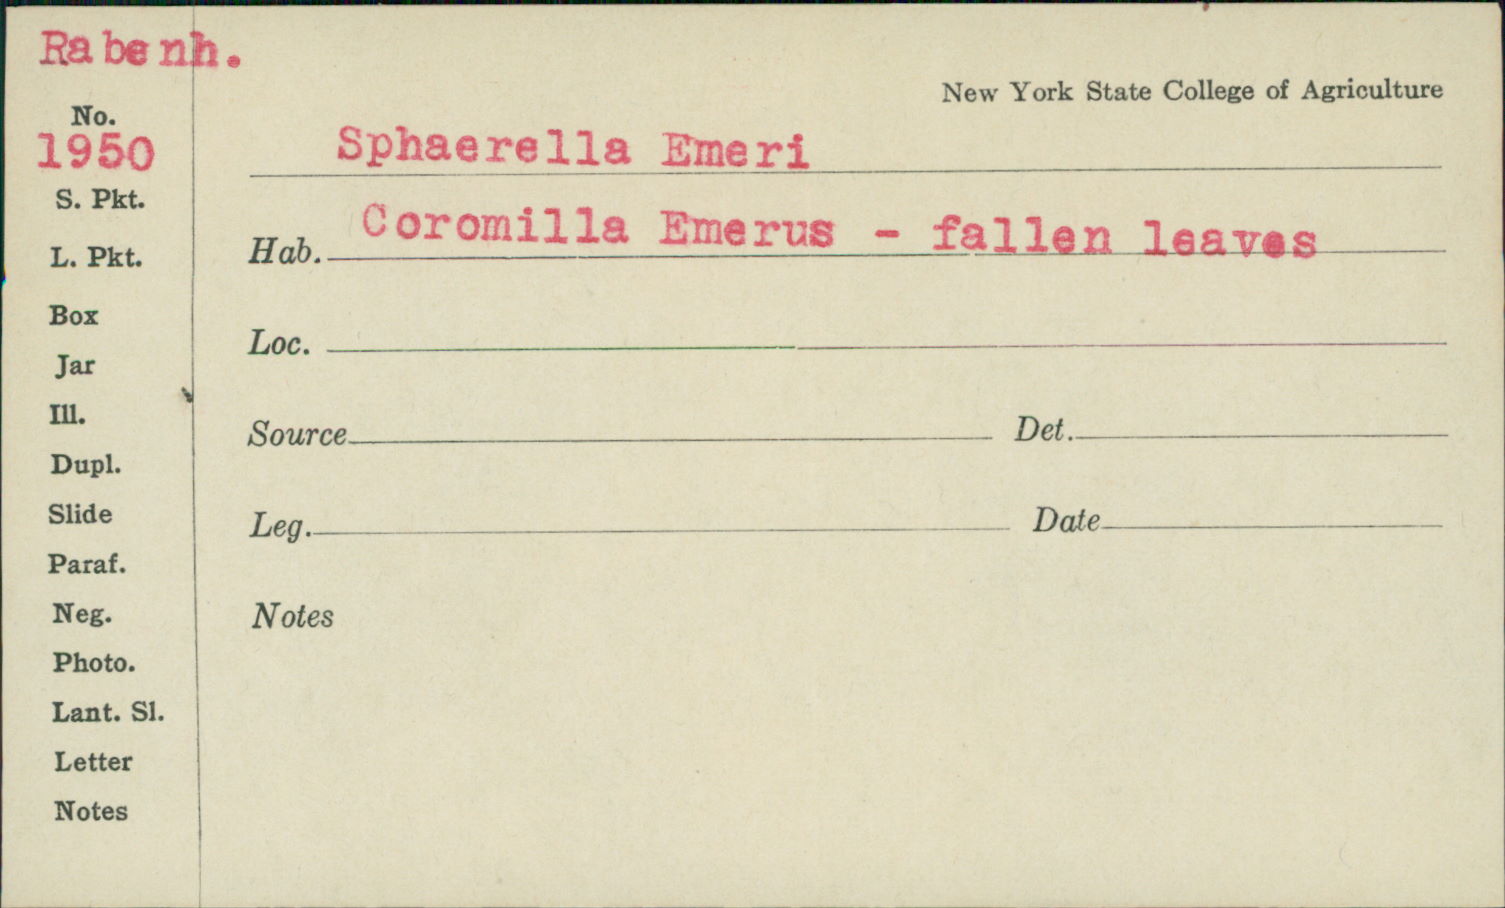 Rabenh.
New York State College of Agriculture
No.
1950
Sphaerella Emeri
S. Pkt.
Hab. Coromilla Emerus - fallen leaves
L. Pkt.
Box
Loc.
Jar
Ill.
Source Det.
Dupl.
Slide
Leg. Date
Paraf.
Neg.
Notes
Photo.
Lant. Sl.
Letter
Notes